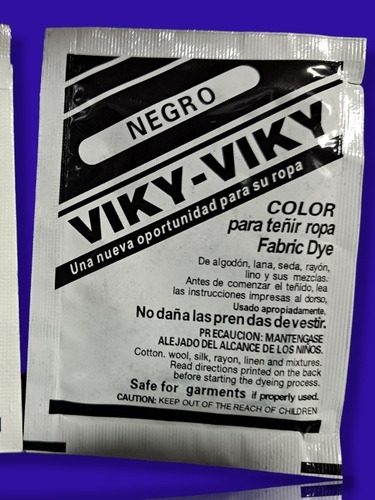 NEGRO
VIKY-VIKY
Una nueva oportunidad para su ropa
COLOR
para teñir ropa
Fabric Dye
De algodón, lana, seda, rayón,
lino y sus mezclas.
Antes de comenzar el teñido, lea
las instrucciones impresas al dorso,
Usado apropiadamente,
No daña las prendas de vestir.
PRECAUCION: MANTENGASE
ALEJADO DEL ALCANCE DE LOS NIÑOS.
Cotton. wool, silk, rayon, linen and mixtures.
Read directions printed on the back
before starting the dyeing process.
Safe for garments if properly used.
CAUTION: KEEP OUT OF THE REACH OF CHILDREN